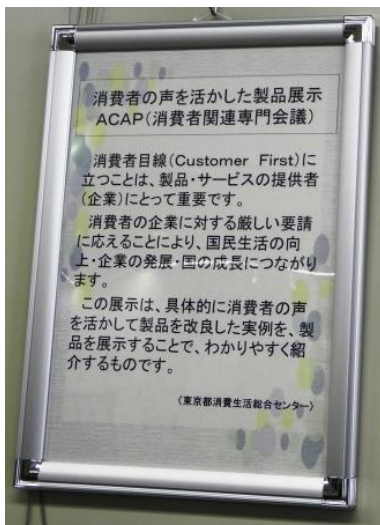 消費者の声を活かした製品展示
ACAP(消費者関連専門会議)
消費者目線(Customer First)に
立つことは、製品・サービスの提供者
(企業)にとって重要です。
消費者の企業に対する厳しい要請
に応えることにより、国民生活の向
上・企業の発展・国の成長につながり
ます。
この展示は、具体的に消費者の声
を活かして製品を改良した実例を、製
品を展示することで、わかりやすく紹
介するものです。
(東京都消費生活総合センター)